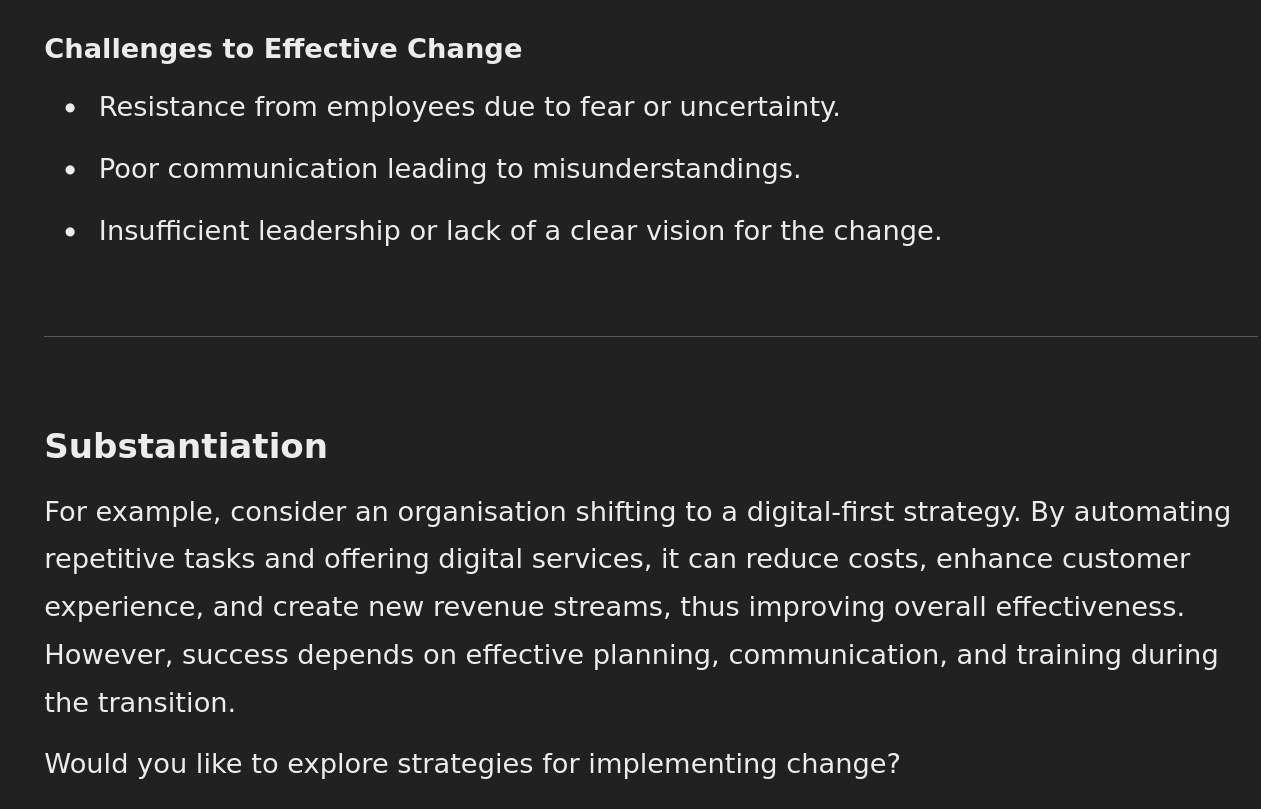 Challenges to Effective Change
• Resistance from employees due to fear or uncertainty.
• Poor communication leading to misunderstandings.
• Insufficient leadership or lack of a clear vision for the change.
Substantiation
For example, consider an organisation shifting to a digital-first strategy. By automating
repetitive tasks and offering digital services, it can reduce costs, enhance customer
experience, and create new revenue streams, thus improving overall effectiveness.
However, success depends on effective planning, communication, and training during
the transition.
Would you like to explore strategies for implementing change?